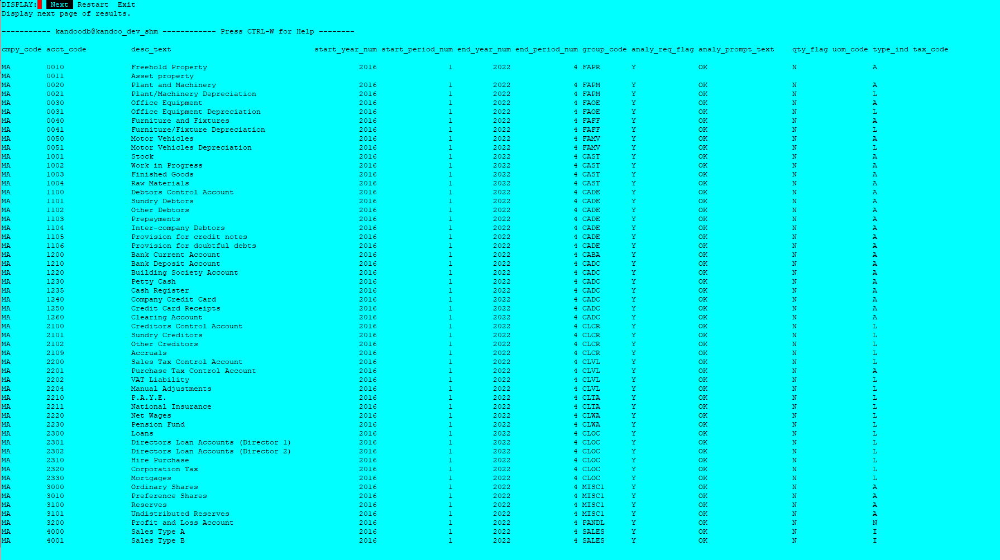 DISPLAY:  Next  Restart  Exit
Display next page of results.
----------- kandoodb@kandoo_dev_shm ------------ Press CTRL-W for Help --------
cmpy_code acct_code desc_text start_year_num start_period_num end_year_num end_period_num group_code analy_req_flag analy_prompt_text qty_flag uom_code type_ind tax_code
MA 0010 Freehold Property 2016 1 2022 4 FAPR Y OK N A
MA 0011 Asset property
MA 0020 Plant and Machinery 2016 1 2022 4 FAPM Y OK N A
MA 0021 Plant/Machinery Depreciation 2016 1 2022 4 FAPM Y OK N L
MA 0030 Office Equipment 2016 1 2022 4 FAOE Y OK N A
MA 0031 Office Equipment Depreciation 2016 1 2022 4 FAOE Y OK N L
MA 0040 Furniture and Fixtures 2016 1 2022 4 FAFF Y OK N A
MA 0041 Furniture/Fixture Depreciation 2016 1 2022 4 FAFF Y OK N L
MA 0050 Motor Vehicles 2016 1 2022 4 FAMV Y OK N A
MA 0051 Motor Vehicles Depreciation 2016 1 2022 4 FAMV Y OK N L
MA 1001 Stock 2016 1 2022 4 CAST Y OK N A
MA 1002 Work in Progress 2016 1 2022 4 CAST Y OK N A
MA 1003 Finished Goods 2016 1 2022 4 CAST Y OK N A
MA 1004 Raw Materials 2016 1 2022 4 CAST Y OK N A
MA 1100 Debtors Control Account 2016 1 2022 4 CADE Y OK N A
MA 1101 Sundry Debtors 2016 1 2022 4 CADE Y OK N A
MA 1102 Other Debtors 2016 1 2022 4 CADE Y OK N A
MA 1103 Prepayments 2016 1 2022 4 CADE Y OK N A
MA 1104 Inter-company Debtors 2016 1 2022 4 CADE Y OK N A
MA 1105 Provision for credit notes 2016 1 2022 4 CADE Y OK N A
MA 1106 Provision for doubtful debts 2016 1 2022 4 CADE Y OK N A
MA 1200 Bank Current Account 2016 1 2022 4 CABA Y OK N A
MA 1210 Bank Deposit Account 2016 1 2022 4 CADC Y OK N A
MA 1220 Building Society Account 2016 1 2022 4 CADC Y OK N A
MA 1230 Petty Cash 2016 1 2022 4 CADC Y OK N A
MA 1235 Cash Register 2016 1 2022 4 CADC Y OK N A
MA 1240 Company Credit Card 2016 1 2022 4 CADC Y OK N A
MA 1250 Credit Card Receipts 2016 1 2022 4 CADC Y OK N A
MA 1260 Clearing Account 2016 1 2022 4 CADC Y OK N A
MA 2100 Creditors Control Account 2016 1 2022 4 CLCR Y OK N L
MA 2101 Sundry Creditors 2016 1 2022 4 CLCR Y OK N L
MA 2102 Other Creditors 2016 1 2022 4 CLCR Y OK N L
MA 2109 Accruals 2016 1 2022 4 CLCR Y OK N L
MA 2200 Sales Tax Control Account 2016 1 2022 4 CLVL Y OK N L
MA 2201 Purchase Tax Control Account 2016 1 2022 4 CLVL Y OK N A
MA 2202 VAT Liability 2016 1 2022 4 CLVL Y OK N L
MA 2204 Manual Adjustments 2016 1 2022 4 CLVL Y OK N L
MA 2210 P.A.Y.E. 2016 1 2022 4 CLTA Y OK N L
MA 2211 National Insurance 2016 1 2022 4 CLTA Y OK N L
MA 2220 Net Wages 2016 1 2022 4 CLWA Y OK N L
MA 2230 Pension Fund 2016 1 2022 4 CLWA Y OK N L
MA 2300 Loans 2016 1 2022 4 CLOC Y OK N L
MA 2301 Directors Loan Accounts (Director 1) 2016 1 2022 4 CLOC Y OK N L
MA 2302 Directors Loan Accounts (Director 2) 2016 1 2022 4 CLOC Y OK N L
MA 2310 Hire Purchase 2016 1 2022 4 CLOC Y OK N L
MA 2320 Corporation Tax 2016 1 2022 4 CLOC Y OK N L
MA 2330 Mortgages 2016 1 2022 4 CLOC Y OK N L
MA 3000 Ordinary Shares 2016 1 2022 4 MISC1 Y OK N A
MA 3010 Preference Shares 2016 1 2022 4 MISC1 Y OK N A
MA 3100 Reserves 2016 1 2022 4 MISC1 Y OK N A
MA 3101 Undistributed Reserves 2016 1 2022 4 MISC1 Y OK N A
MA 3200 Profit and Loss Account 2016 1 2022 4 PANDL Y OK N N
MA 4000 Sales Type A 2016 1 2022 4 SALES Y OK N I
MA 4001 Sales Type B 2016 1 2022 4 SALES Y OK N I